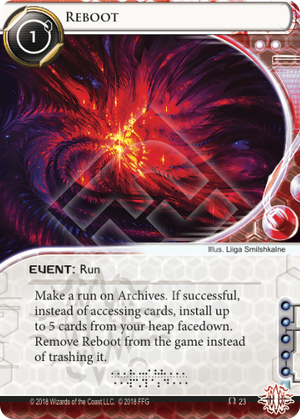 Reboot
1
Illus. Liiga Smilshkalne
EVENT: Run
Make a run on Archives. If successful,
instead of accessing cards, install up
to 5 cards from your heap facedown.
Remove Reboot from the game instead
of trashing it.
© 2018 Wizards of the Coast LLC. © 2018 FFG
Ω 23